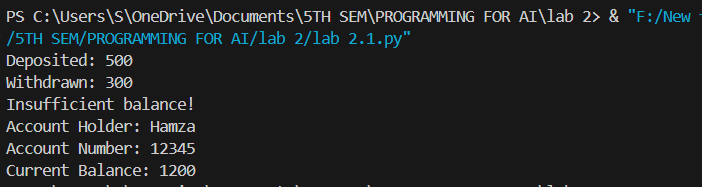 PS C:\Users\S\OneDrive\Documents\5TH SEM\PROGRAMMING FOR AI\lab 2> & "F:/New
/5TH SEM/PROGRAMMING FOR AI/lab 2/lab 2.1.py"
Deposited: 500
Withdrawn: 300
Insufficient balance!
Account Holder: Hamza
Account Number: 12345
Current Balance: 1200